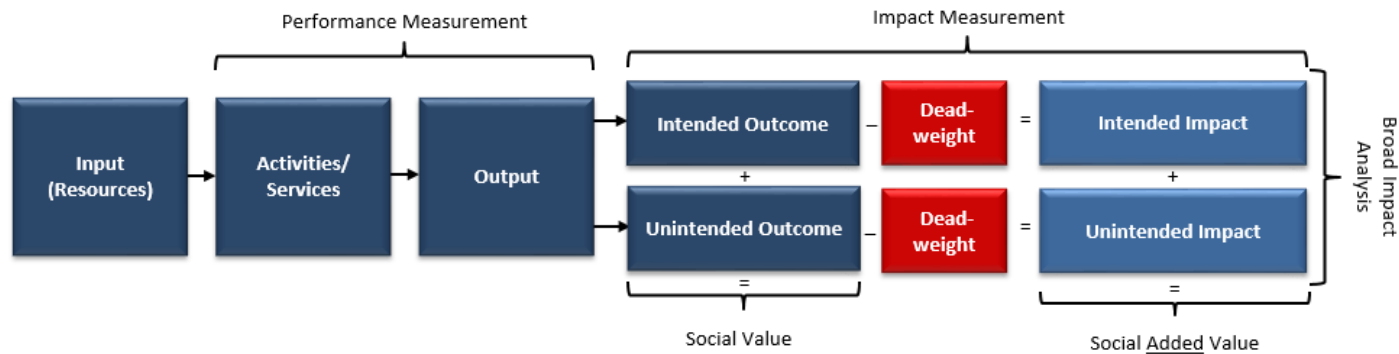 Performance Measurement
Impact Measurement
Input
(Resources)
Activities/
Services
Output
Intended Outcome
–
Dead-
weight
=
Intended Impact
+
+
Unintended Outcome
–
Dead-
weight
=
Unintended Impact
=
=
Social Value
Social Added Value
Broad Impact
Analysis